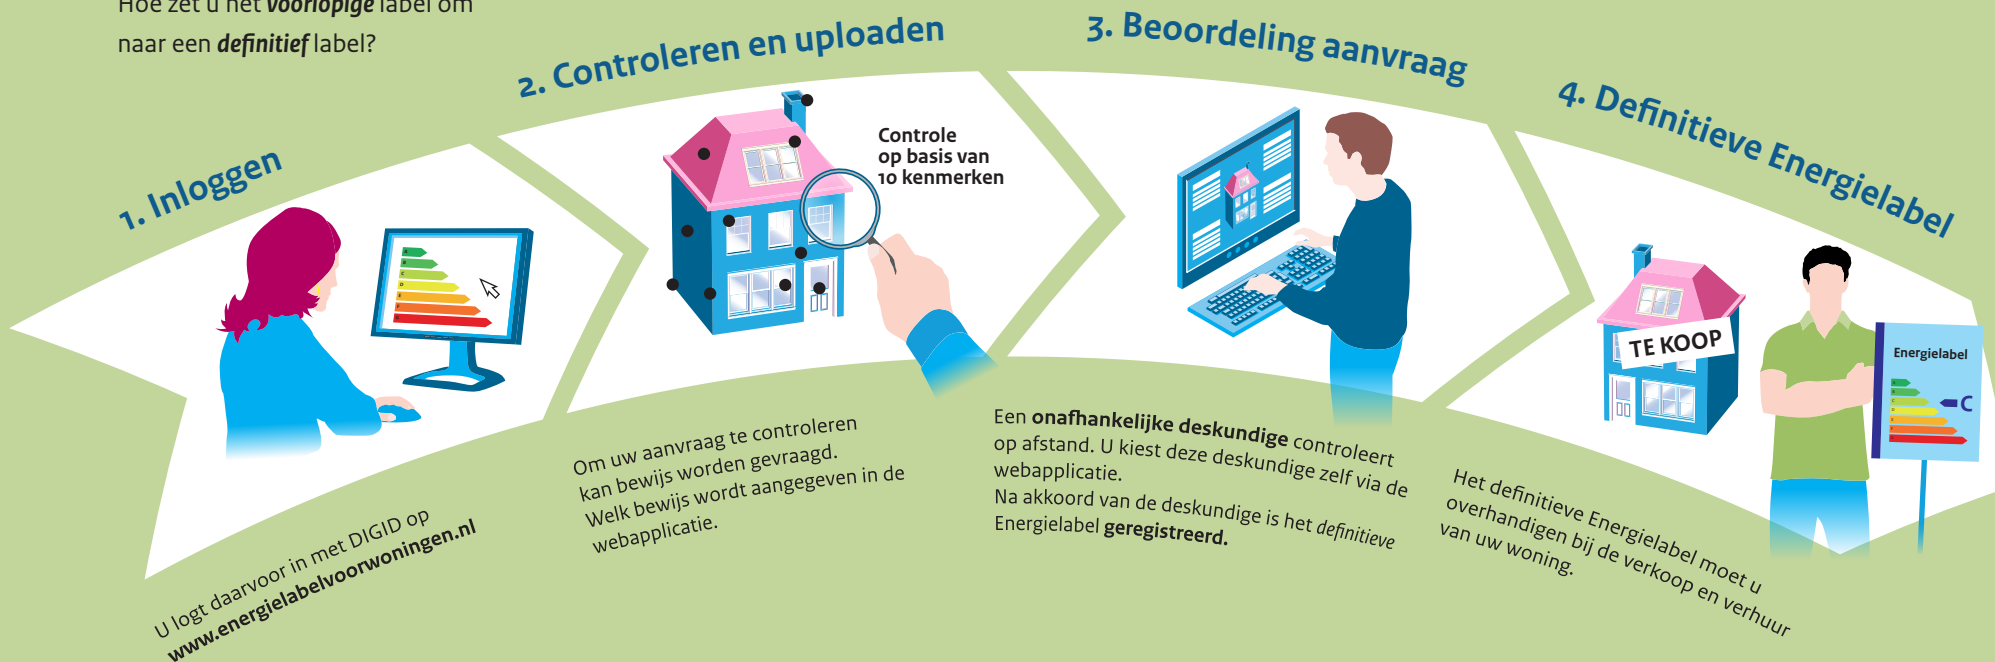 Hoe zet u het voorlopige label om
naar een definitief label?
1. Inloggen
U logt daarvoor in met DIGID op
www.energielabelvoorwoningen.nl
2. Controleren en uploaden
Controle
op basis van
10 kenmerken
Om uw aanvraag te controleren
kan bewijs worden gevraagd.
Welk bewijs wordt aangegeven in de
webapplicatie.
3. Beoordeling aanvraag
Een onafhankelijke deskundige controleert
op afstand. U kiest deze deskundige zelf via de
webapplicatie.
Na akkoord van de deskundige is het definitieve
Energielabel geregistreerd.
4. Definitieve Energielabel
TE KOOP
Energielabel
C
Het definitieve Energielabel moet u
overhandigen bij de verkoop en verhuur
van uw woning.